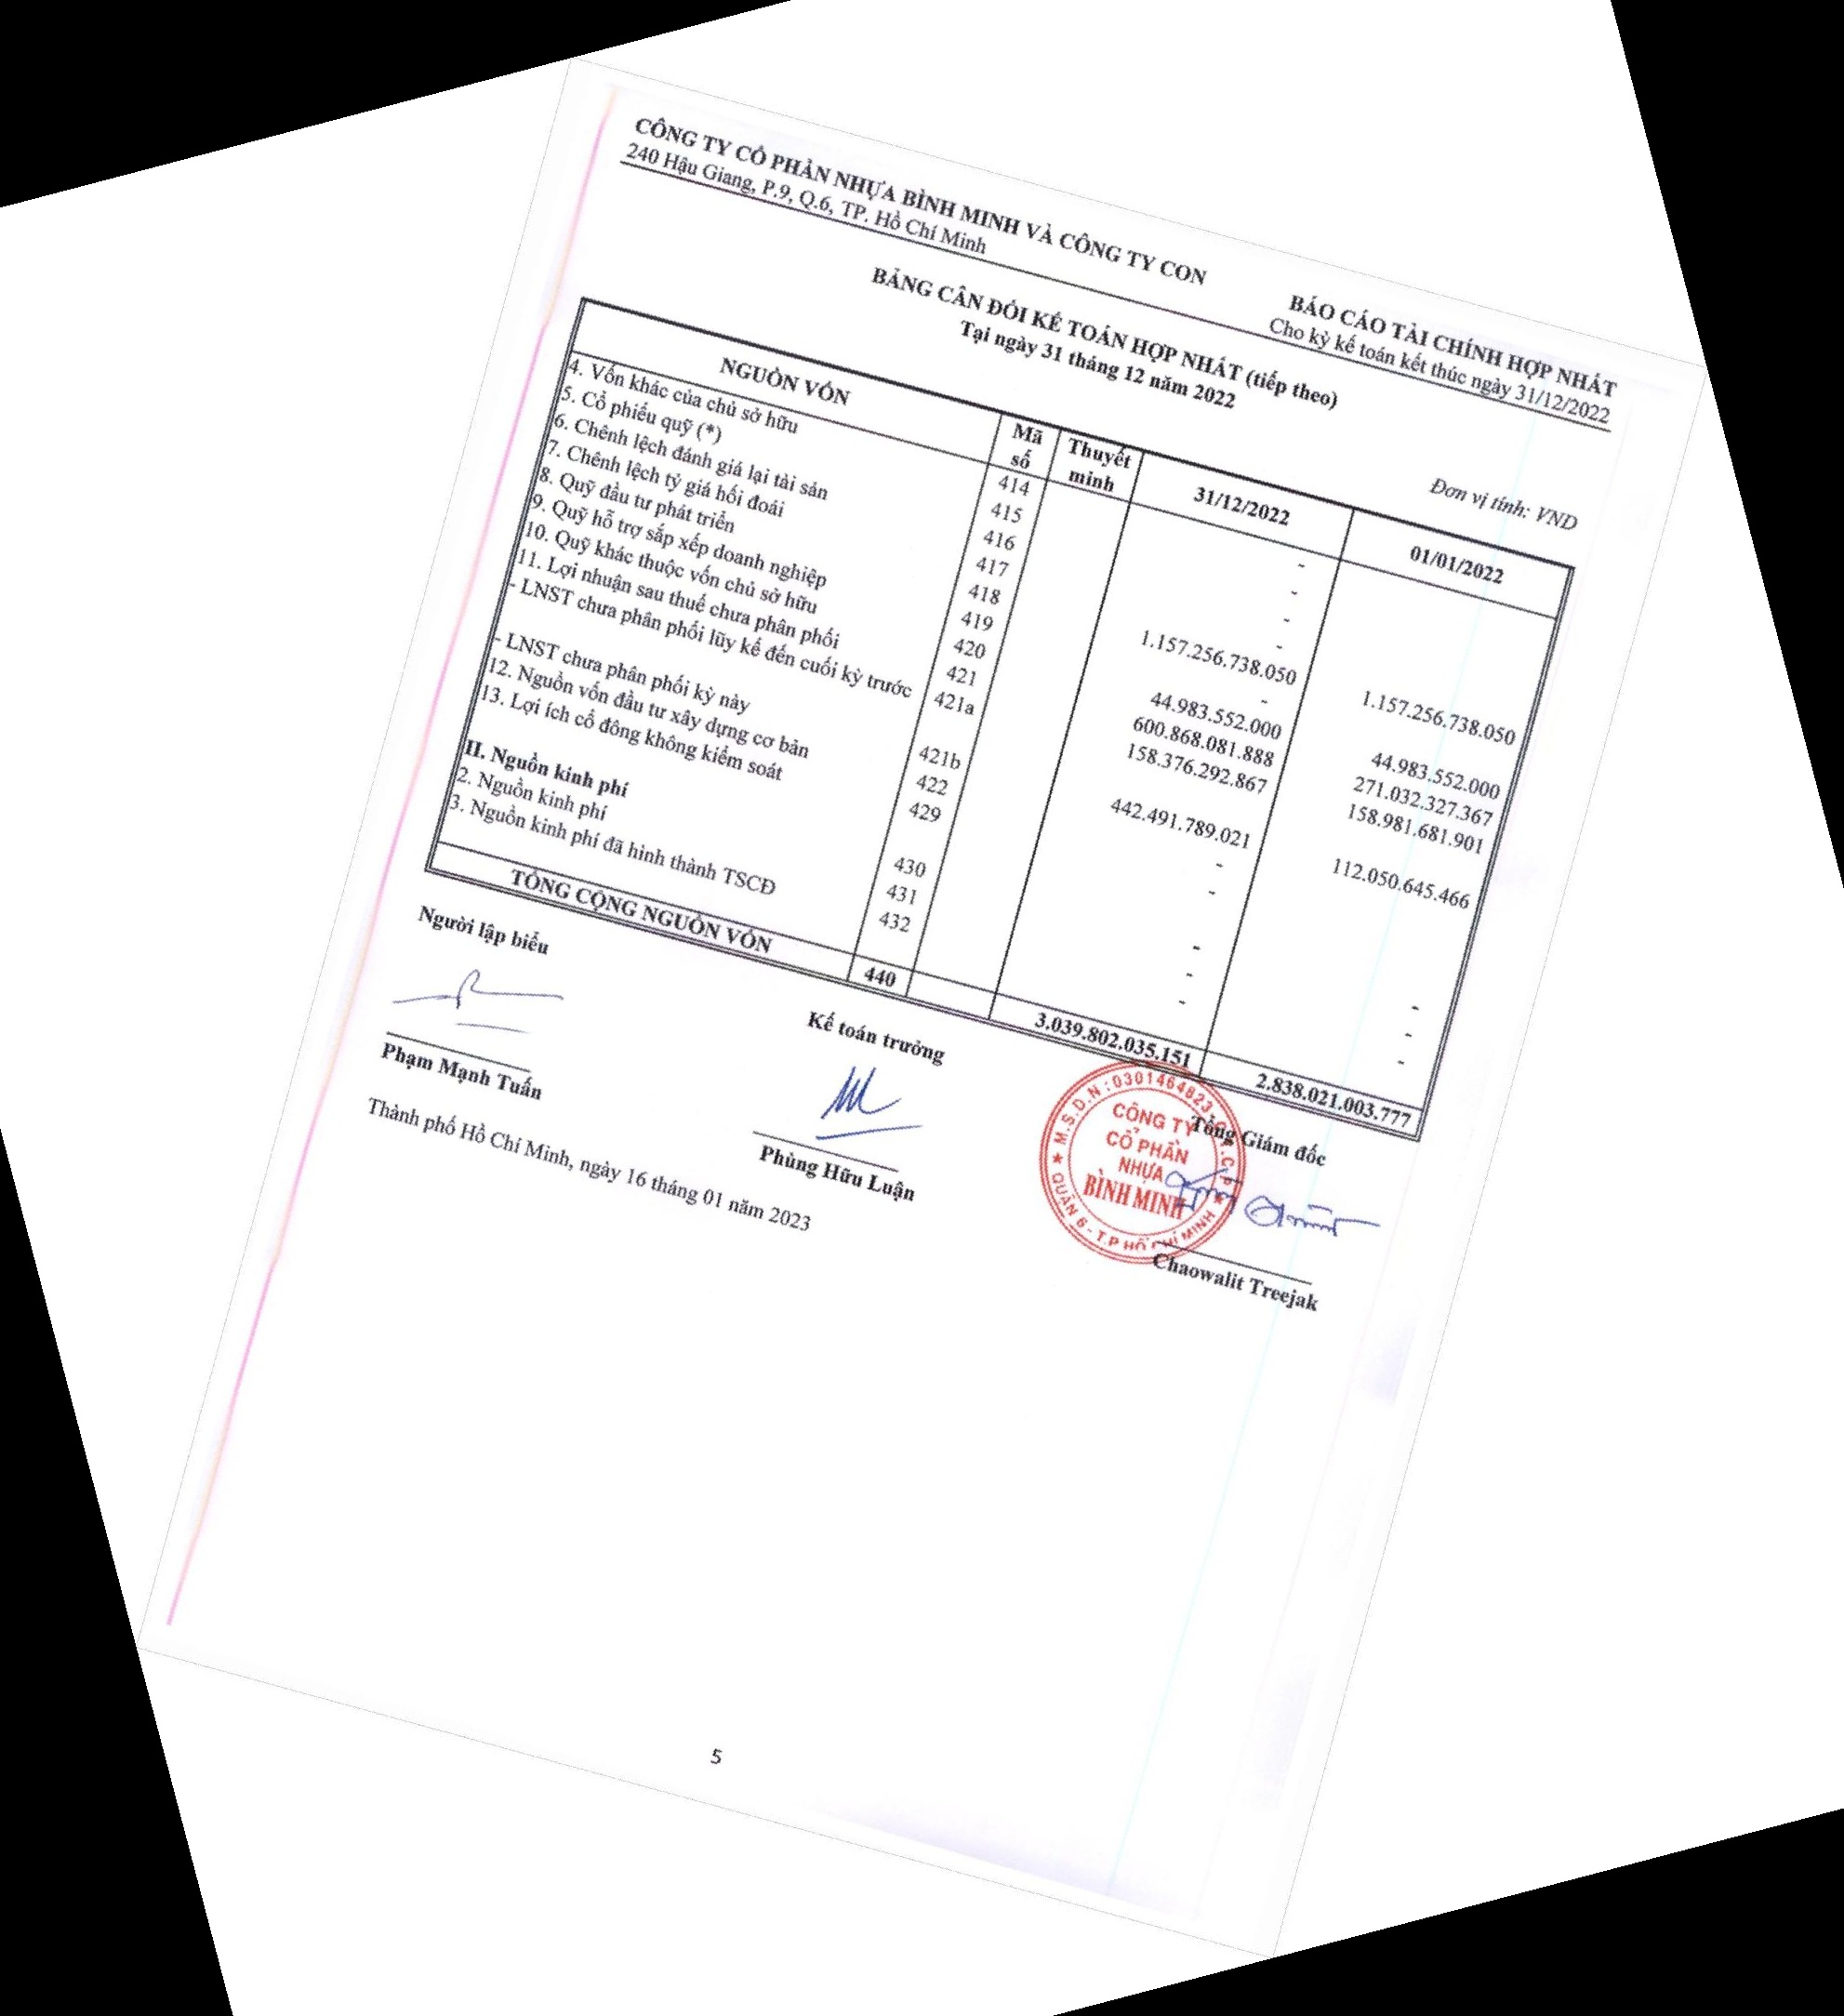 CÔNG TY CỔ PHẦN NHỰA BÌNH MINH VÀ CÔNG TY CON
240 Hậu Giang, P.9, Q.6, TP. Hồ Chí Minh
BÁO CÁO TÀI CHÍNH HỢP NHẤT
Cho kỳ kế toán kết thúc ngày 31/12/2022
BẢNG CÂN ĐỐI KẾ TOÁN HỢP NHẤT (tiếp theo)
Tại ngày 31 tháng 12 năm 2022
Đơn vị tính: VND
NGUỒN VỐN Mã số Thuyết minh 31/12/2022 01/01/2022
4. Vốn khác của chủ sở hữu 414 -
5. Cổ phiếu quỹ (*) 415 -
6. Chênh lệch đánh giá lại tài sản 416 -
7. Chênh lệch tỷ giá hối đoái 417 -
8. Quỹ đầu tư phát triển 418 1.157.256.738.050 1.157.256.738.050
9. Quỹ hỗ trợ sắp xếp doanh nghiệp 419 -
10. Quỹ khác thuộc vốn chủ sở hữu 420 44.983.552.000 44.983.552.000
11. Lợi nhuận sau thuế chưa phân phối 421 600.868.081.888 271.032.327.367
- LNST chưa phân phối lũy kế đến cuối kỳ trước 421a 158.376.292.867 158.981.681.901
- LNST chưa phân phối kỳ này 421b 442.491.789.021 112.050.645.466
12. Nguồn vốn đầu tư xây dựng cơ bản 422 -
13. Lợi ích cổ đông không kiểm soát 429 -
II. Nguồn kinh phí 430 - -
2. Nguồn kinh phí 431 - -
3. Nguồn kinh phí đã hình thành TSCĐ 432 - -
TỔNG CỘNG NGUỒN VỐN 440 3.039.802.035.151 2.838.021.003.777
Người lập biểu Kế toán trưởng Tổng Giám đốc
M.S.D.N: 0301464823
CÔNG TY
CỔ PHẦN
NHỰA
BÌNH MINH
QUẬN 6 - T.P HỒ CHÍ MINH
Phạm Mạnh Tuấn Phùng Hữu Luận Chaowalit Treejak
Thành phố Hồ Chí Minh, ngày 16 tháng 01 năm 2023
5